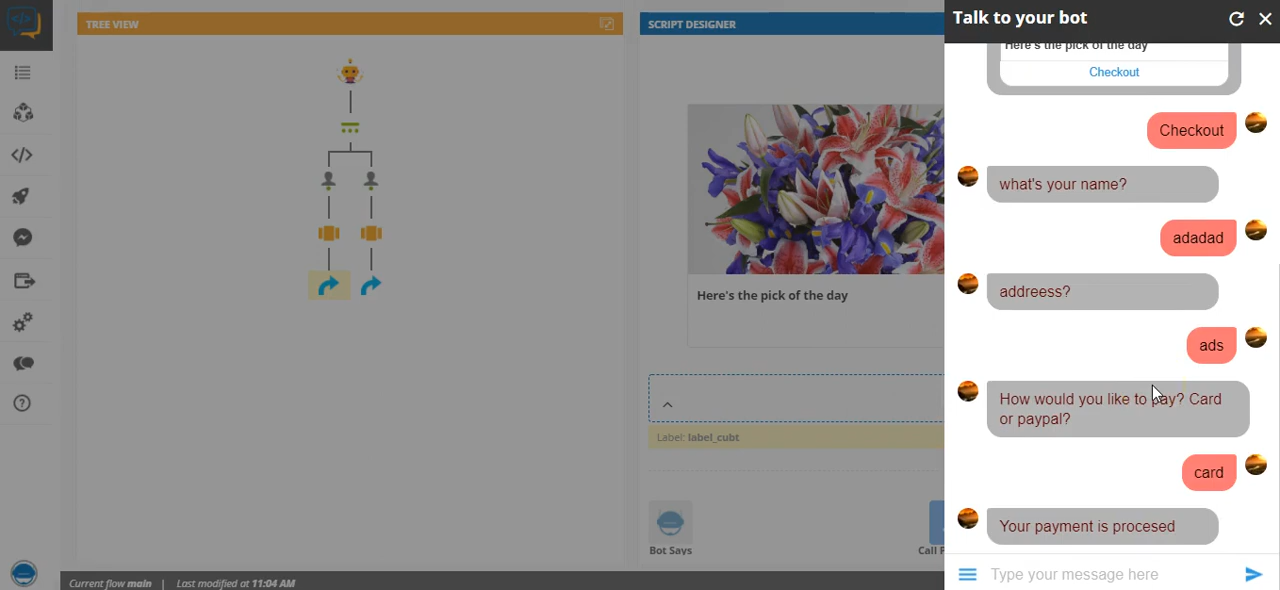 TREE VIEW
SCRIPT DESIGNER
Talk to your bot
Here's the pick of the day
Checkout
Checkout
what's your name?
adadad
addreess?
ads
How would you like to pay? Card
or paypal?
card
Your payment is procesed
Type your message here
Here's the pick of the day
Label: label_cubt
Bot Says
Call
Current flow main | Last modified at 11:04 AM